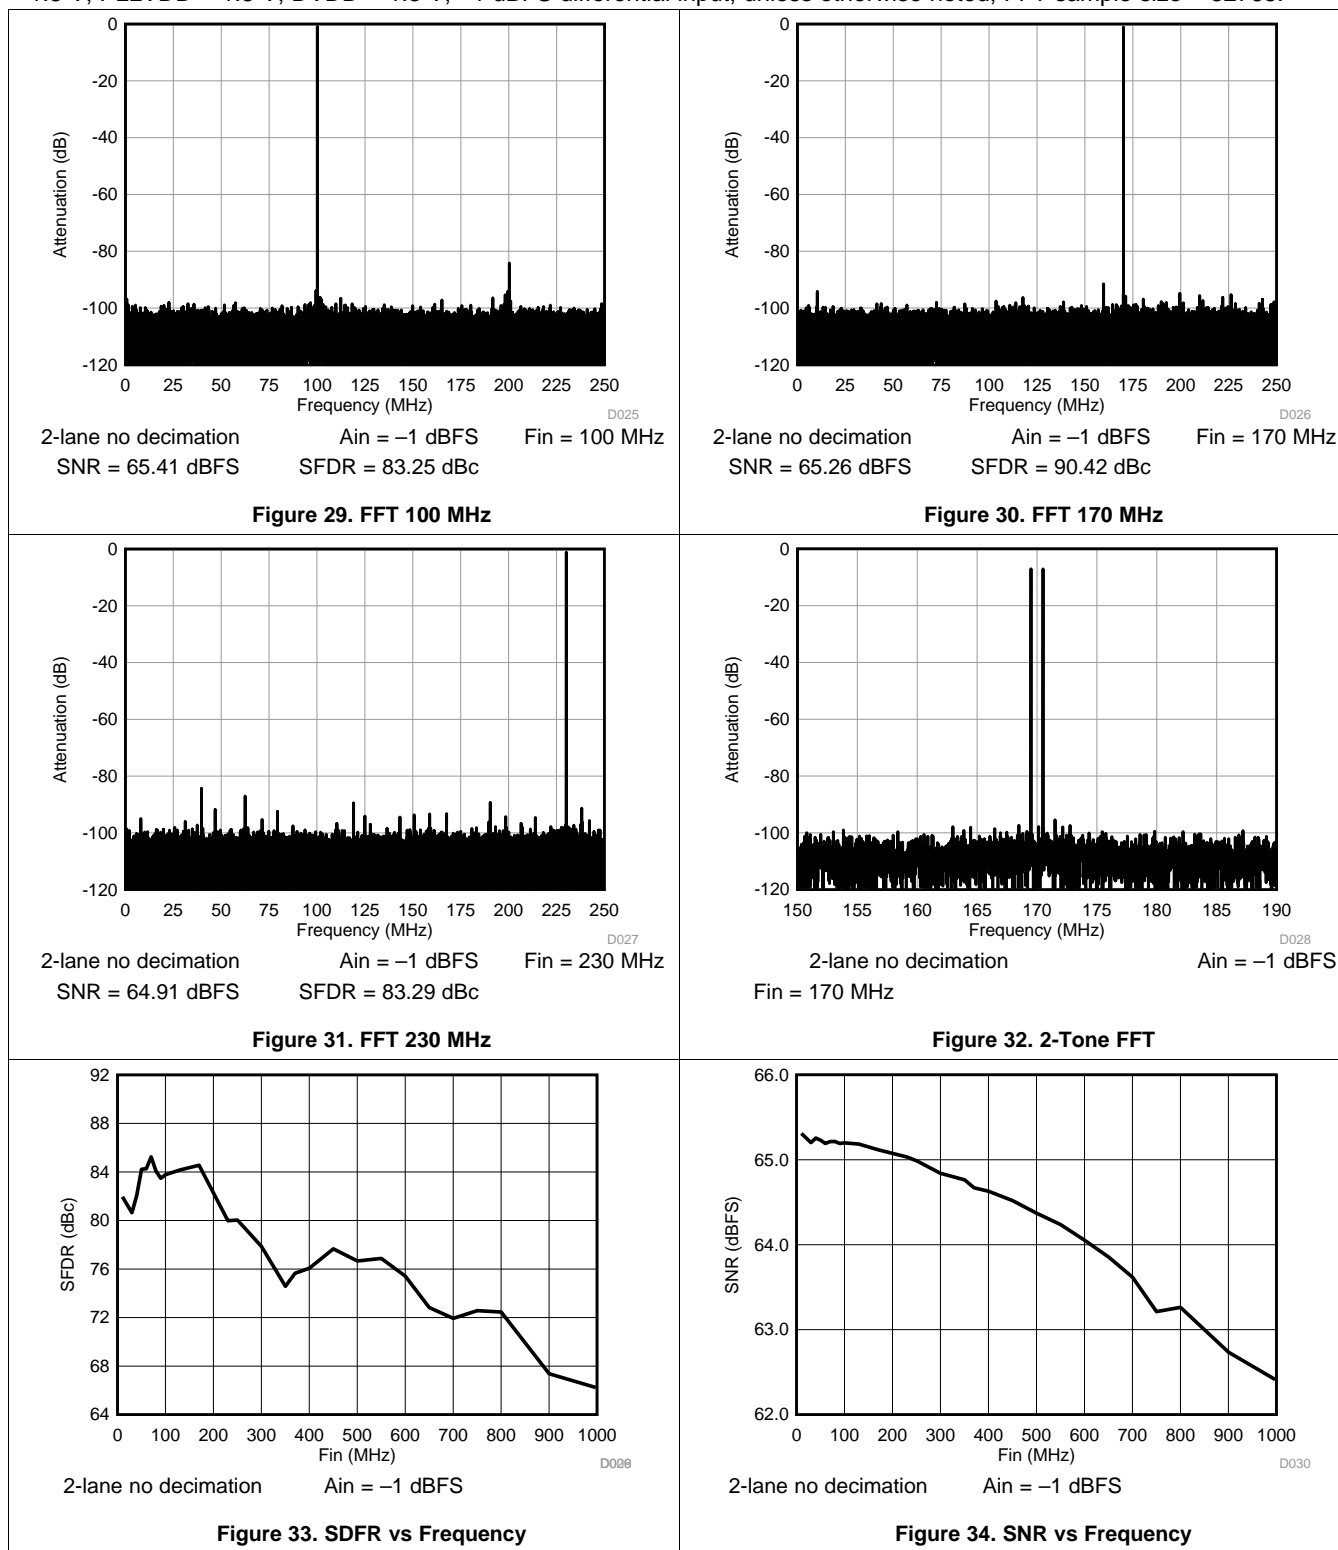 0
-20
-40
-60
-80
-100
-120
Attenuation (dB)
0 25 50 75 100 125 150 175 200 225 250
Frequency (MHz)
D025
2-lane no decimation Ain = –1 dBFS Fin = 100 MHz
SNR = 65.41 dBFS SFDR = 83.25 dBc
Figure 29. FFT 100 MHz
0
-20
-40
-60
-80
-100
-120
Attenuation (dB)
0 25 50 75 100 125 150 175 200 225 250
Frequency (MHz)
D026
2-lane no decimation Ain = –1 dBFS Fin = 170 MHz
SNR = 65.26 dBFS SFDR = 90.42 dBc
Figure 30. FFT 170 MHz
0
-20
-40
-60
-80
-100
-120
Attenuation (dB)
0 25 50 75 100 125 150 175 200 225 250
Frequency (MHz)
D027
2-lane no decimation Ain = –1 dBFS Fin = 230 MHz
SNR = 64.91 dBFS SFDR = 83.29 dBc
Figure 31. FFT 230 MHz
0
-20
-40
-60
-80
-100
-120
Attenuation (dB)
150 155 160 165 170 175 180 185 190
Frequency (MHz)
D028
2-lane no decimation Ain = –1 dBFS
Fin = 170 MHz
Figure 32. 2-Tone FFT
92
88
84
80
76
72
68
64
SFDR (dBc)
0 100 200 300 400 500 600 700 800 900 1000
Fin (MHz)
2-lane no decimation Ain = –1 dBFS
Figure 33. SDFR vs Frequency
66.0
65.0
64.0
63.0
62.0
SNR (dBFS)
0 100 200 300 400 500 600 700 800 900 1000
Fin (MHz)
D030
2-lane no decimation Ain = –1 dBFS
Figure 34. SNR vs Frequency